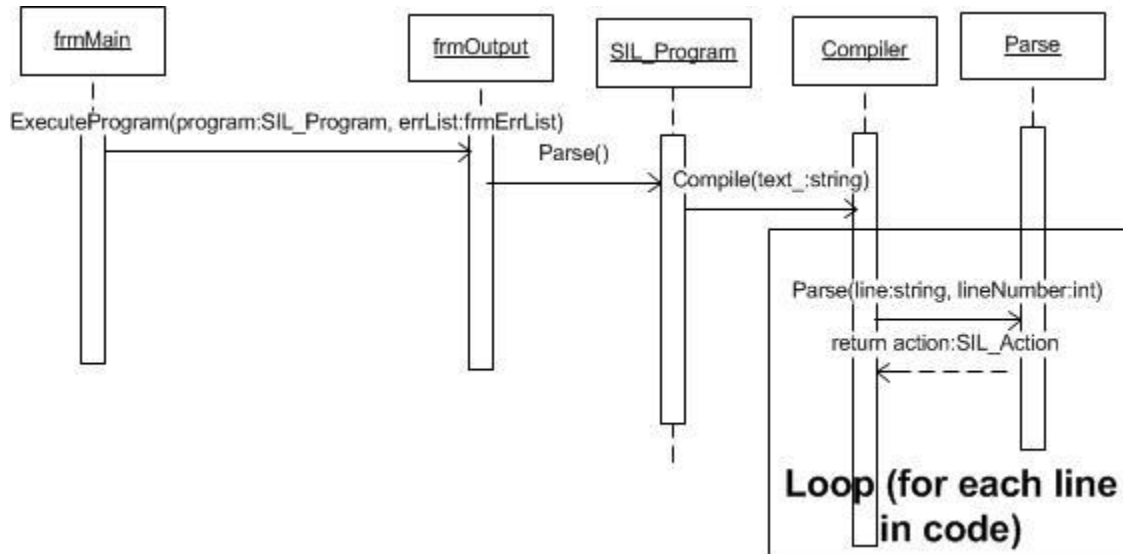 frmMain
frmOutput
SIL_Program
Compiler
Parse
ExecuteProgram(program:SIL_Program, errList:frmErrList)
Parse()
Compile(text_:string)
Parse(line:string, lineNumber:int)
return action:SIL_Action
Loop (for each line
in code)